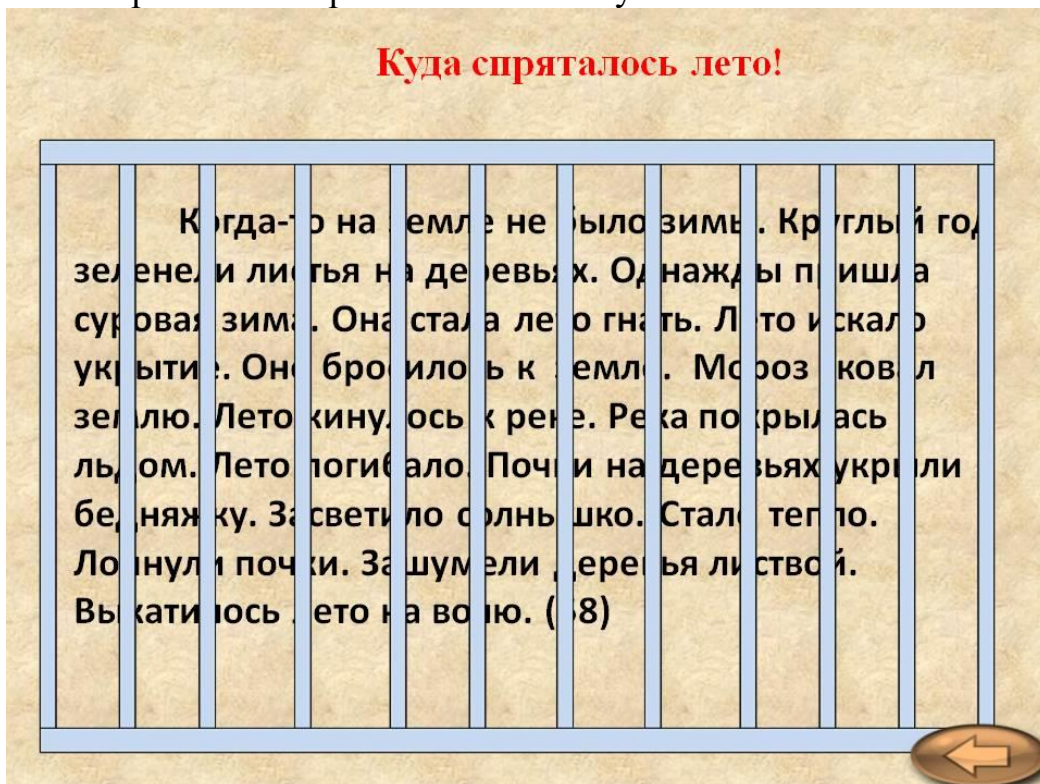 Куда спряталось лето!
Когда-то на земле не было зимы. Круглый год
зеленели листья на деревьях. Однажды пришла
суровая зима. Она стала лето гнать. Лето искало
укрытие. Оно бросилось к земле. Мороз сковал
землю. Лето кинулось к реке. Река покрылась
льдом. Лето погибало. Почки на деревьях укрыли
бедняжку. Засветило солнышко. Стало тепло.
Лопнули почки. Зашумели деревья листвой.
Выкатилось лето на волю. (58)